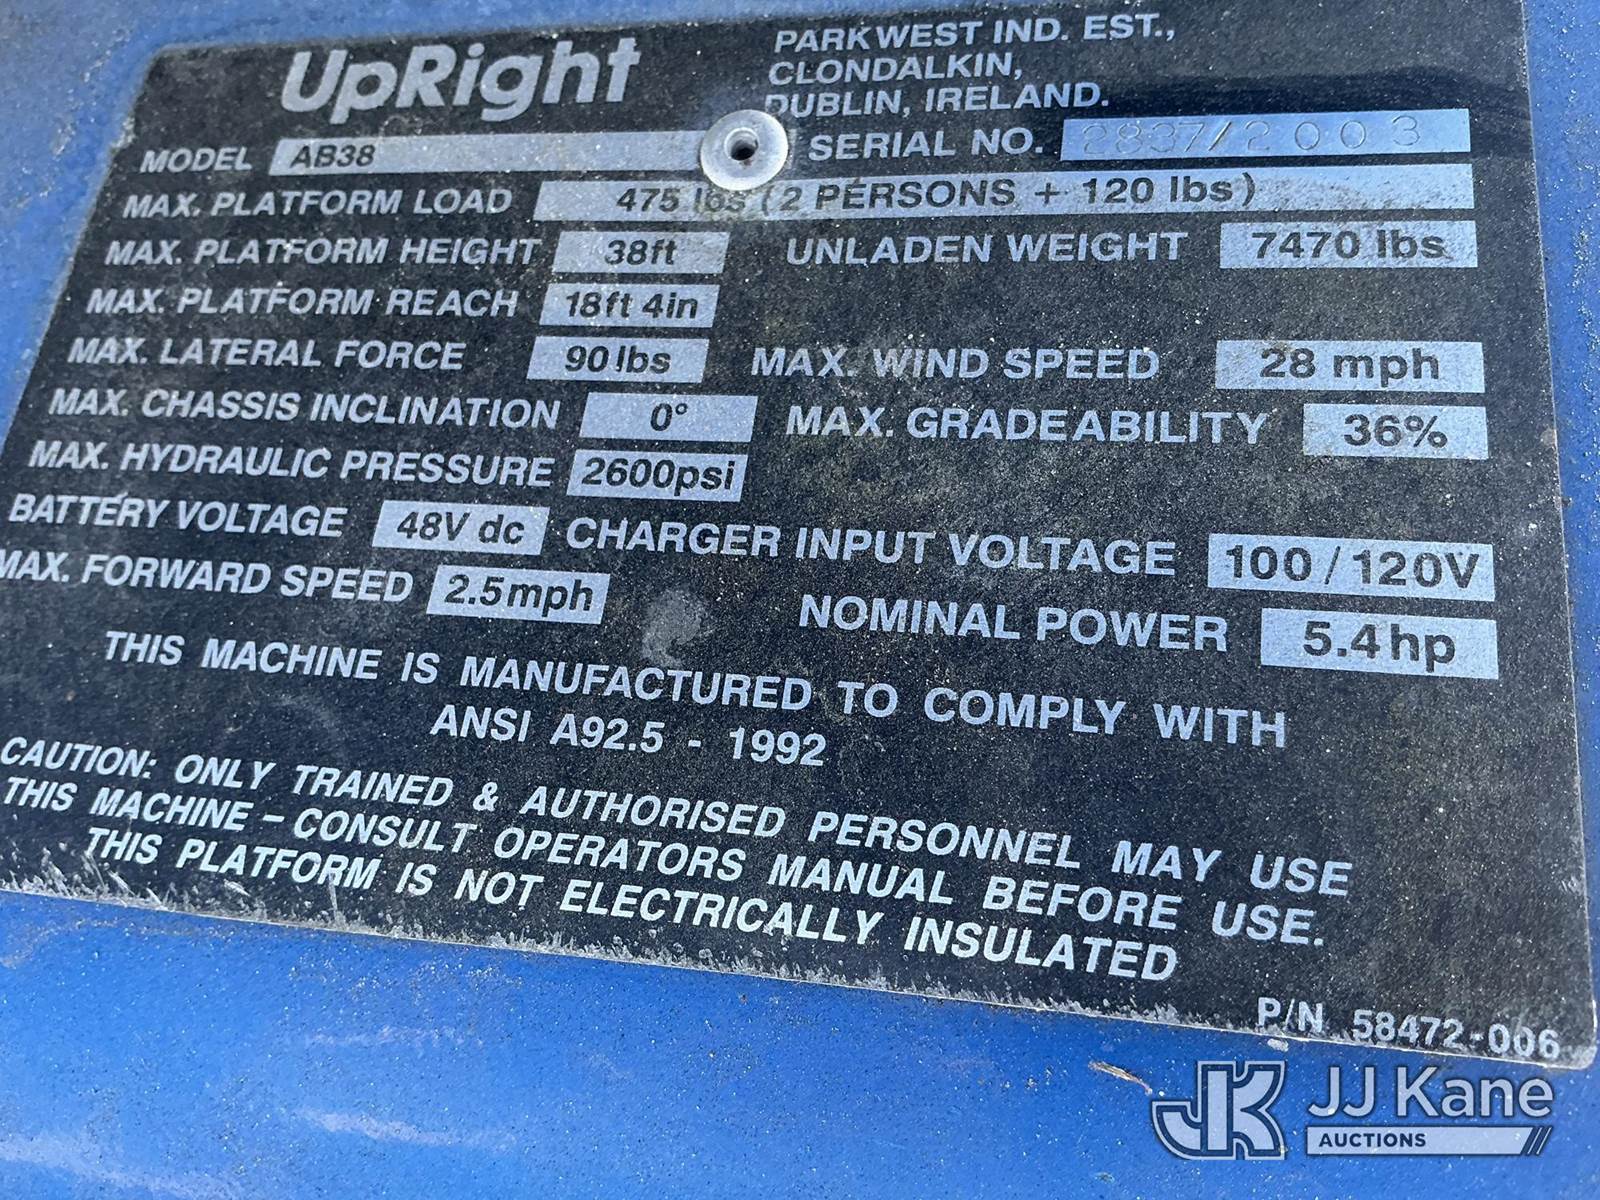 UpRight
PARKWEST IND. EST.,
CLONDALKIN,
DUBLIN, IRELAND.
MODEL AB38 SERIAL NO. 2837/2003
MAX. PLATFORM LOAD 475 lbs (2 PERSONS + 120 lbs)
MAX. PLATFORM HEIGHT 38ft UNLADEN WEIGHT 7470 lbs
MAX. PLATFORM REACH 18ft 4in
MAX. LATERAL FORCE 90 lbs MAX. WIND SPEED 28 mph
MAX. CHASSIS INCLINATION 0° MAX. GRADEABILITY 36%
MAX. HYDRAULIC PRESSURE 2600psi
BATTERY VOLTAGE 48V dc CHARGER INPUT VOLTAGE 100/120V
MAX. FORWARD SPEED 2.5mph NOMINAL POWER 5.4hp
THIS MACHINE IS MANUFACTURED TO COMPLY WITH
ANSI A92.5 - 1992
CAUTION: ONLY TRAINED & AUTHORISED PERSONNEL MAY USE
THIS MACHINE – CONSULT OPERATORS MANUAL BEFORE USE.
THIS PLATFORM IS NOT ELECTRICALLY INSULATED
P/N 58472-006
JK JJ Kane
AUCTIONS